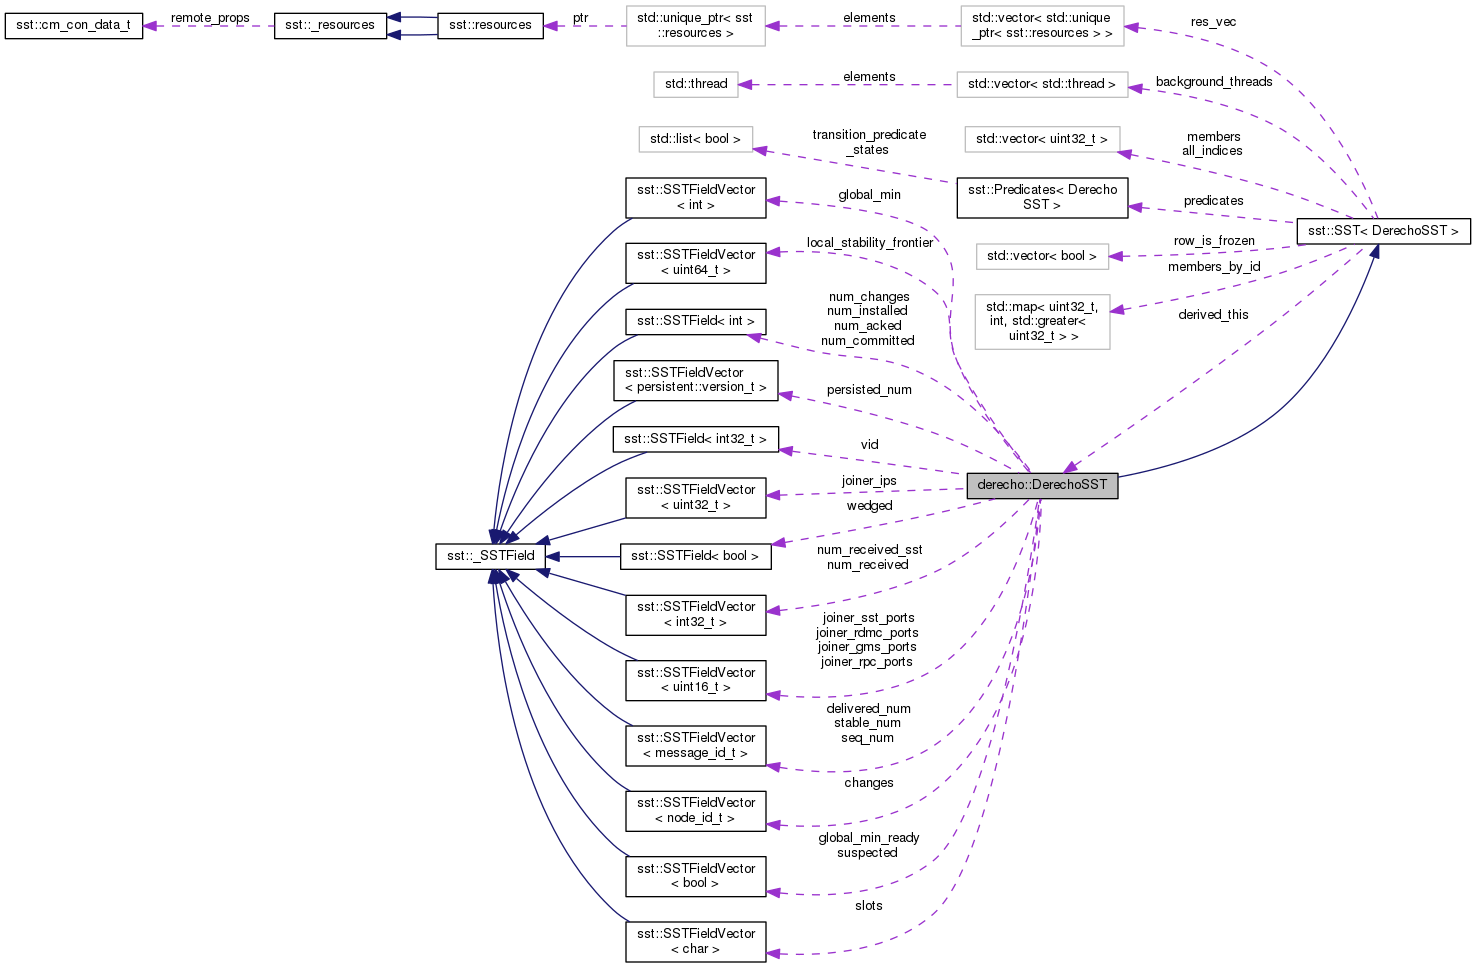 sst::cm_con_data_t
remote_props
sst::_resources
sst::resources
ptr
std::unique_ptr< sst
::resources >
elements
std::vector< std::unique
_ptr< sst::resources > >
res_vec
std::thread
elements
std::vector< std::thread >
background_threads
std::list< bool >
transition_predicate
_states
std::vector< uint32_t >
members
all_indices
sst::Predicates< Derecho
SST >
predicates
sst::SST< DerechoSST >
std::vector< bool >
row_is_frozen
std::map< uint32_t,
int, std::greater<
uint32_t > >
members_by_id
derived_this
sst::SSTFieldVector
< int >
global_min
sst::SSTFieldVector
< uint64_t >
local_stability_frontier
sst::SSTField< int >
num_changes
num_installed
num_acked
num_committed
sst::SSTFieldVector
< persistent::version_t >
persisted_num
sst::SSTField< int32_t >
vid
derecho::DerechoSST
sst::SSTFieldVector
< uint32_t >
joiner_ips
wedged
sst::_SSTField
sst::SSTField< bool >
num_received_sst
num_received
sst::SSTFieldVector
< int32_t >
joiner_sst_ports
joiner_rdmc_ports
joiner_gms_ports
joiner_rpc_ports
sst::SSTFieldVector
< uint16_t >
delivered_num
stable_num
seq_num
sst::SSTFieldVector
< message_id_t >
changes
sst::SSTFieldVector
< node_id_t >
global_min_ready
suspected
sst::SSTFieldVector
< bool >
slots
sst::SSTFieldVector
< char >